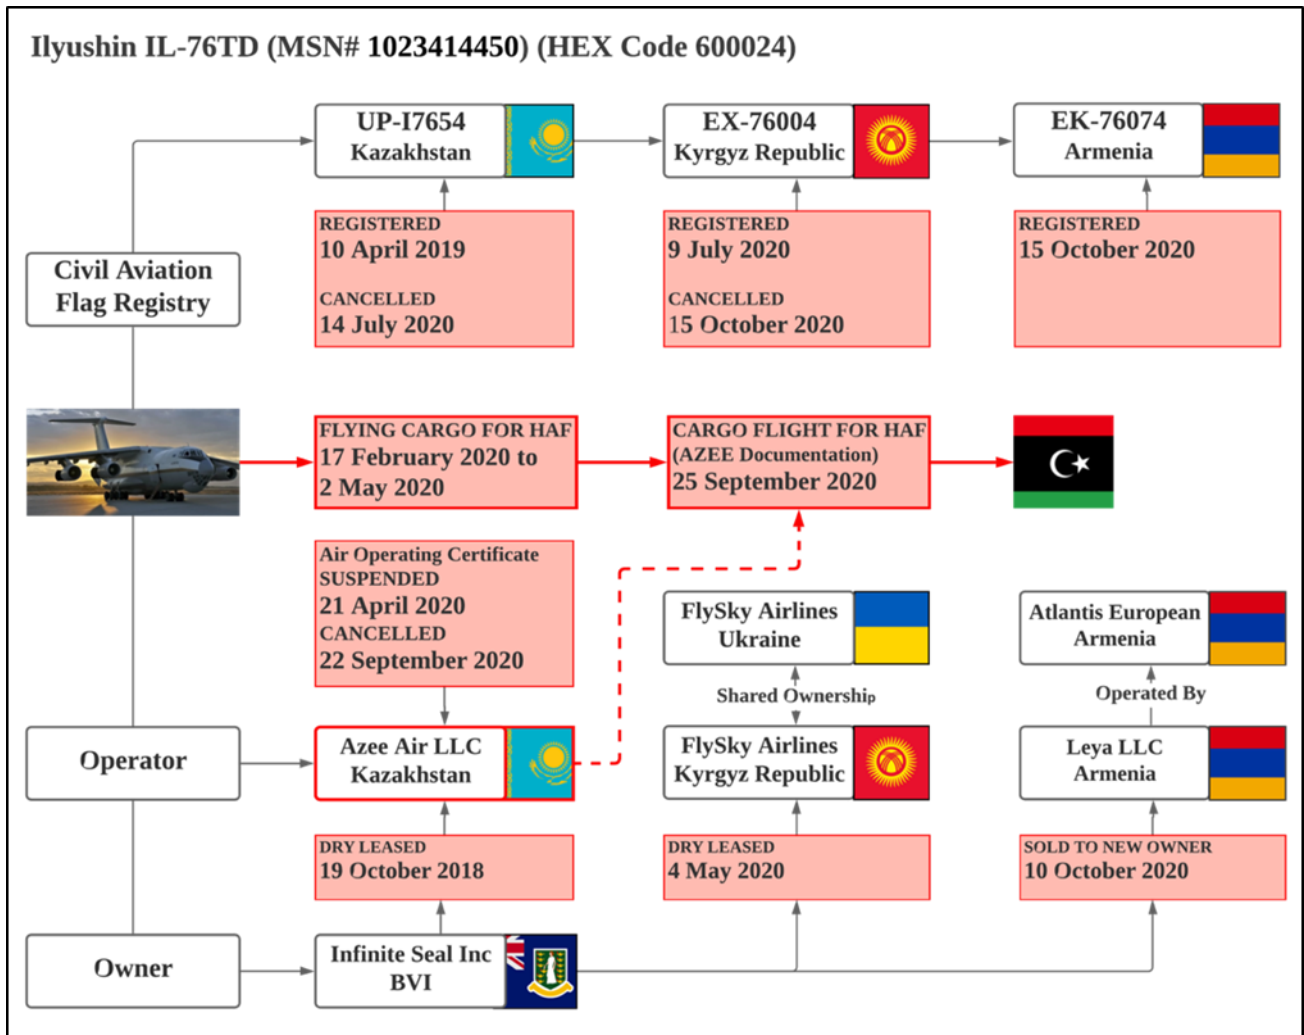 Ilyushin IL-76TD (MSN# 1023414450) (HEX Code 600024)
UP-I7654
Kazakhstan
EX-76004
Kyrgyz Republic
EK-76074
Armenia
REGISTERED
10 April 2019
CANCELLED
14 July 2020
REGISTERED
9 July 2020
CANCELLED
15 October 2020
REGISTERED
15 October 2020
Civil Aviation
Flag Registry
FLYING CARGO FOR HAF
17 February 2020 to
2 May 2020
CARGO FLIGHT FOR HAF
(AZEE Documentation)
25 September 2020
Air Operating Certificate
SUSPENDED
21 April 2020
CANCELLED
22 September 2020
FlySky Airlines
Ukraine
Atlantis European
Armenia
Shared Ownership
Operated By
Operator
Azee Air LLC
Kazakhstan
FlySky Airlines
Kyrgyz Republic
Leya LLC
Armenia
DRY LEASED
19 October 2018
DRY LEASED
4 May 2020
SOLD TO NEW OWNER
10 October 2020
Owner
Infinite Seal Inc
BVI